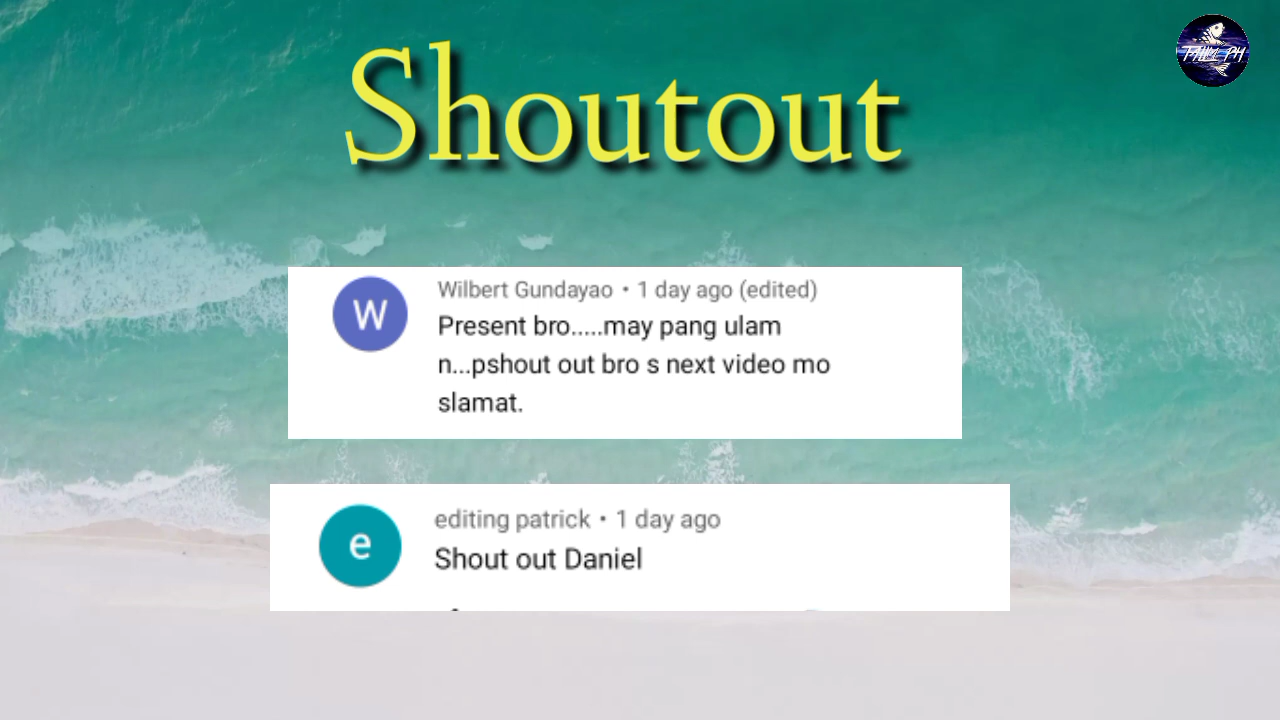 Shoutout
Wilbert Gundayao • 1 day ago (edited)
Present bro.....may pang ulam
n...pshout out bro s next video mo
slamat.
editing patrick • 1 day ago
Shout out Daniel